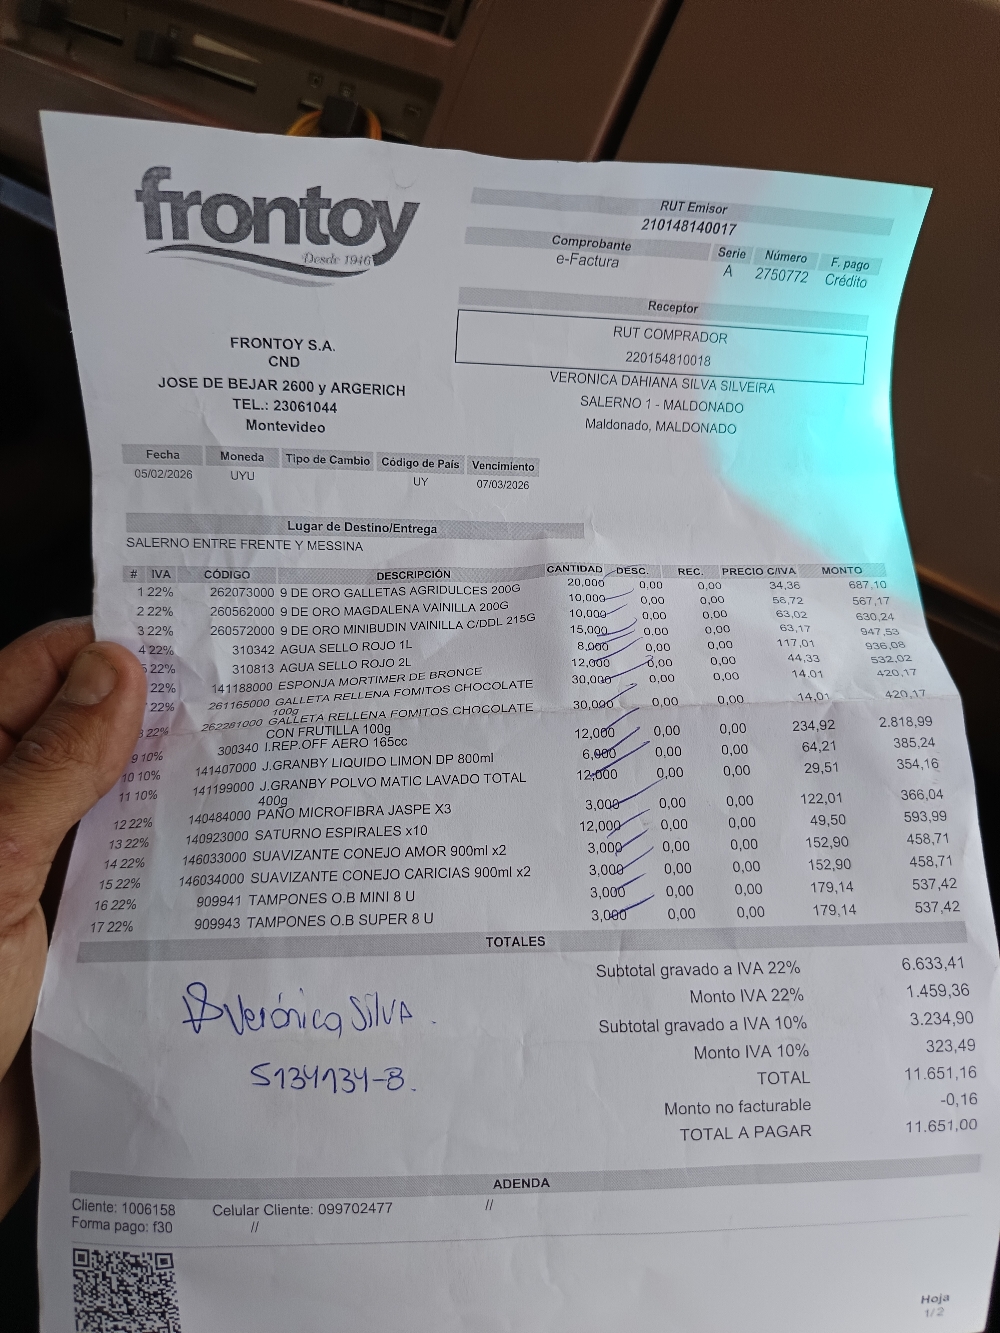 frontoy
Desde 1946
RUT Emisor
210148140017
Comprobante Serie Número F. pago
e-Factura A 2750772 Crédito
Receptor
RUT COMPRADOR
220154810018
VERONICA DAHIANA SILVA SILVEIRA
SALERNO 1 - MALDONADO
Maldonado, MALDONADO
FRONTOY S.A.
CND
JOSE DE BEJAR 2600 y ARGERICH
TEL.: 23061044
Montevideo
Fecha Moneda Tipo de Cambio Código de País Vencimiento
05/02/2026 UYU UY 07/03/2026
Lugar de Destino/Entrega
SALERNO ENTRE FRENTE Y MESSINA
# IVA CÓDIGO DESCRIPCIÓN CANTIDAD DESC. REC. PRECIO C/IVA MONTO
1 22% 262073000 9 DE ORO GALLETAS AGRIDULCES 200G 20,000 0,00 0,00 34,36 687,10
2 22% 260562000 9 DE ORO MAGDALENA VAINILLA 200G 10,000 0,00 0,00 56,72 567,17
3 22% 260572000 9 DE ORO MINIBUDIN VAINILLA C/DDL 215G 10,000 0,00 0,00 63,02 630,24
4 22% 310342 AGUA SELLO ROJO 1L 15,000 0,00 0,00 63,17 947,53
5 22% 310813 AGUA SELLO ROJO 2L 8,000 0,00 0,00 117,01 936,08
22% 141188000 ESPONJA MORTIMER DE BRONCE 12,000 0,00 0,00 44,33 532,02
22% 261165000 GALLETA RELLENA FOMITOS CHOCOLATE 30,000 0,00 0,00 14,01 420,17
100g
8 22% 262281000 GALLETA RELLENA FOMITOS CHOCOLATE 30,000 0,00 0,00 14,01 420,17
CON FRUTILLA 100g
9 10% 300340 I.REP.OFF AERO 165cc 12,000 0,00 0,00 234,92 2.818,99
10 10% 141407000 J.GRANBY LIQUIDO LIMON DP 800ml 6,000 0,00 0,00 64,21 385,24
11 10% 141199000 J.GRANBY POLVO MATIC LAVADO TOTAL 12,000 0,00 0,00 29,51 354,16
400g
12 22% 140484000 PAÑO MICROFIBRA JASPE X3 3,000 0,00 0,00 122,01 366,04
13 22% 140923000 SATURNO ESPIRALES x10 12,000 0,00 0,00 49,50 593,99
14 22% 146033000 SUAVIZANTE CONEJO AMOR 900ml x2 3,000 0,00 0,00 152,90 458,71
15 22% 146034000 SUAVIZANTE CONEJO CARICIAS 900ml x2 3,000 0,00 0,00 152,90 458,71
16 22% 909941 TAMPONES O.B MINI 8 U 3,000 0,00 0,00 179,14 537,42
17 22% 909943 TAMPONES O.B SUPER 8 U 3,000 0,00 0,00 179,14 537,42
TOTALES
Subtotal gravado a IVA 22% 6.633,41
Monto IVA 22% 1.459,36
Subtotal gravado a IVA 10% 3.234,90
Monto IVA 10% 323,49
TOTAL 11.651,16
Monto no facturable -0,16
TOTAL A PAGAR 11.651,00
Verónica Silva.
5134134-8.
ADENDA
Cliente: 1006158 Celular Cliente: 099702477 //
Forma pago: f30 //
Hoja
1/2